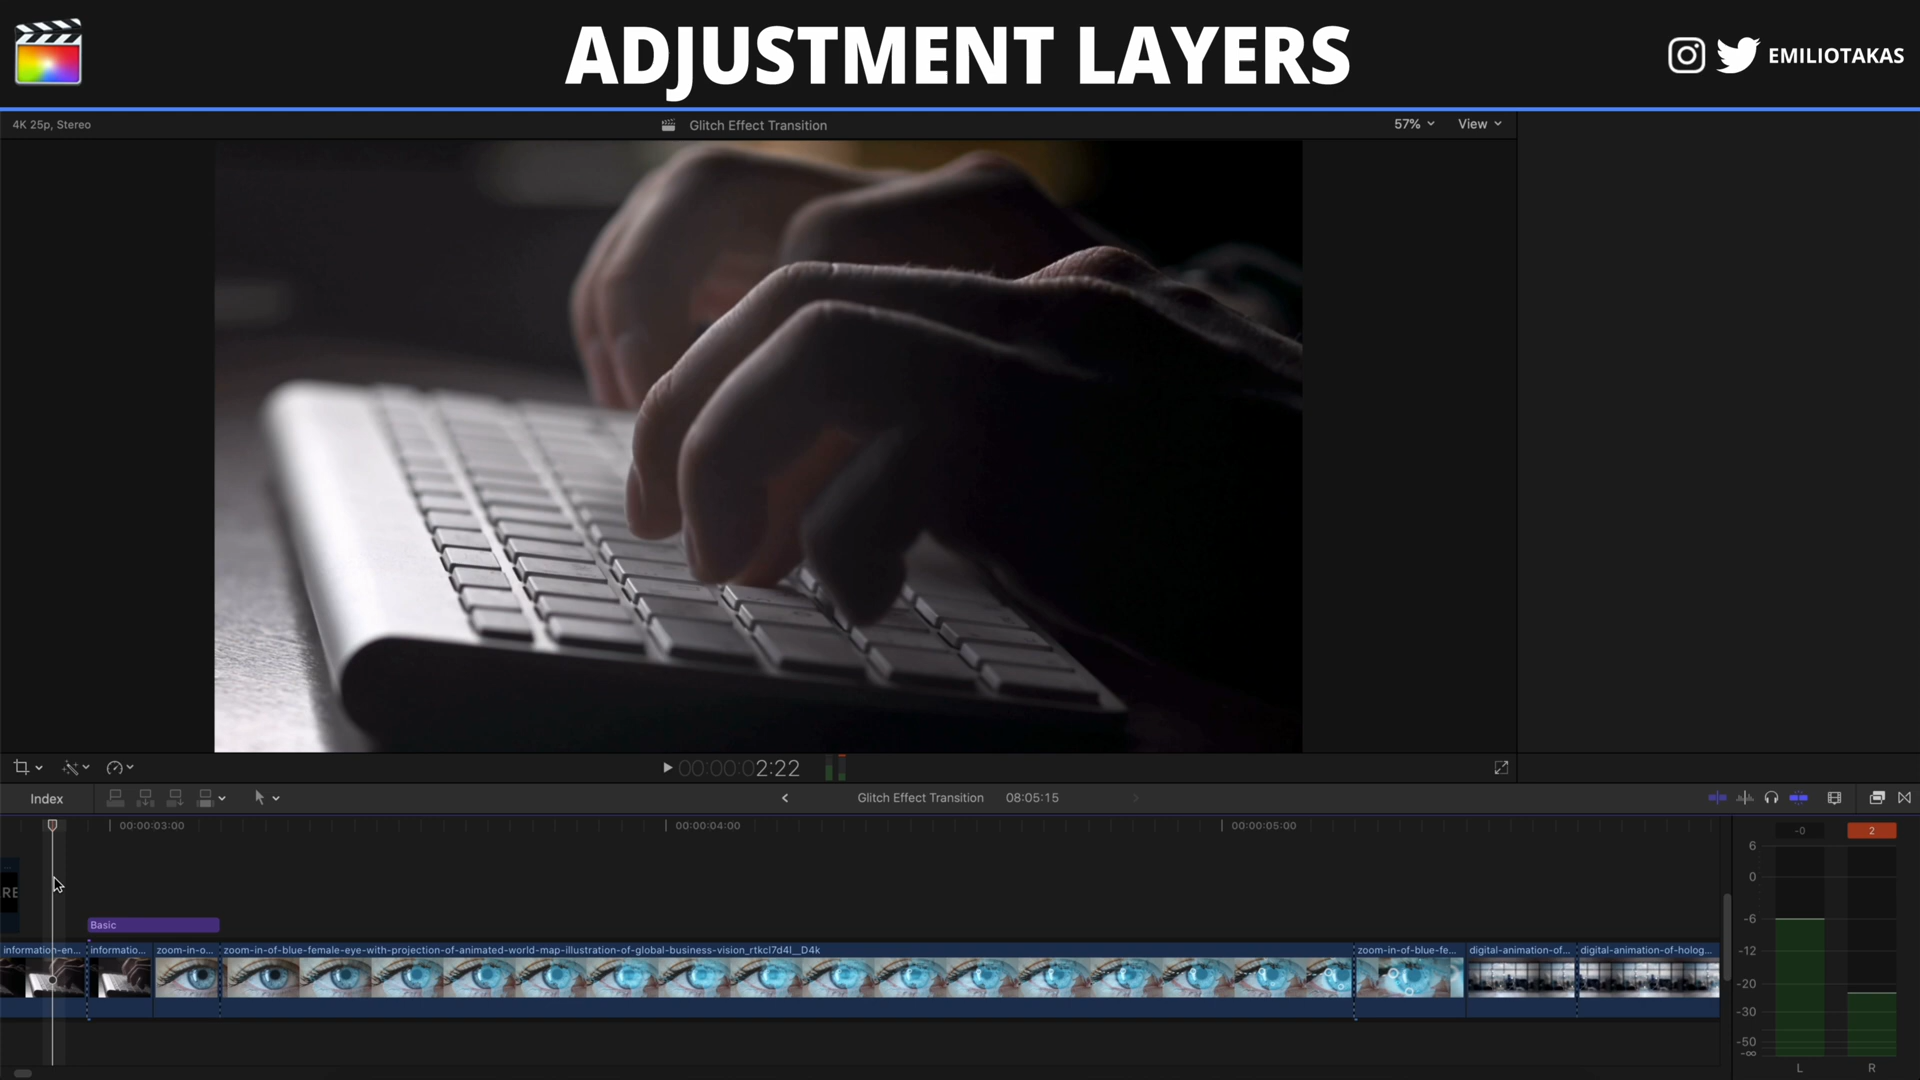 ADJUSTMENT LAYERS
EMILIOTAKAS
4K 25p, Stereo
Glitch Effect Transition
57%
View
00:00:02:22
Index
Glitch Effect Transition
08:05:15
00:00:03:00
00:00:04:00
00:00:05:00
-0
2
6
0
-6
-12
-20
-30
-50
-∞
L
R
RE
Basic
information-en...
informatio...
zoom-in-o...
zoom-in-of-blue-female-eye-with-projection-of-animated-world-map-illustration-of-global-business-vision_rtkcl7d4l__D4k
zoom-in-of-blue-fe...
digital-animation-of...
digital-animation-of-holog...